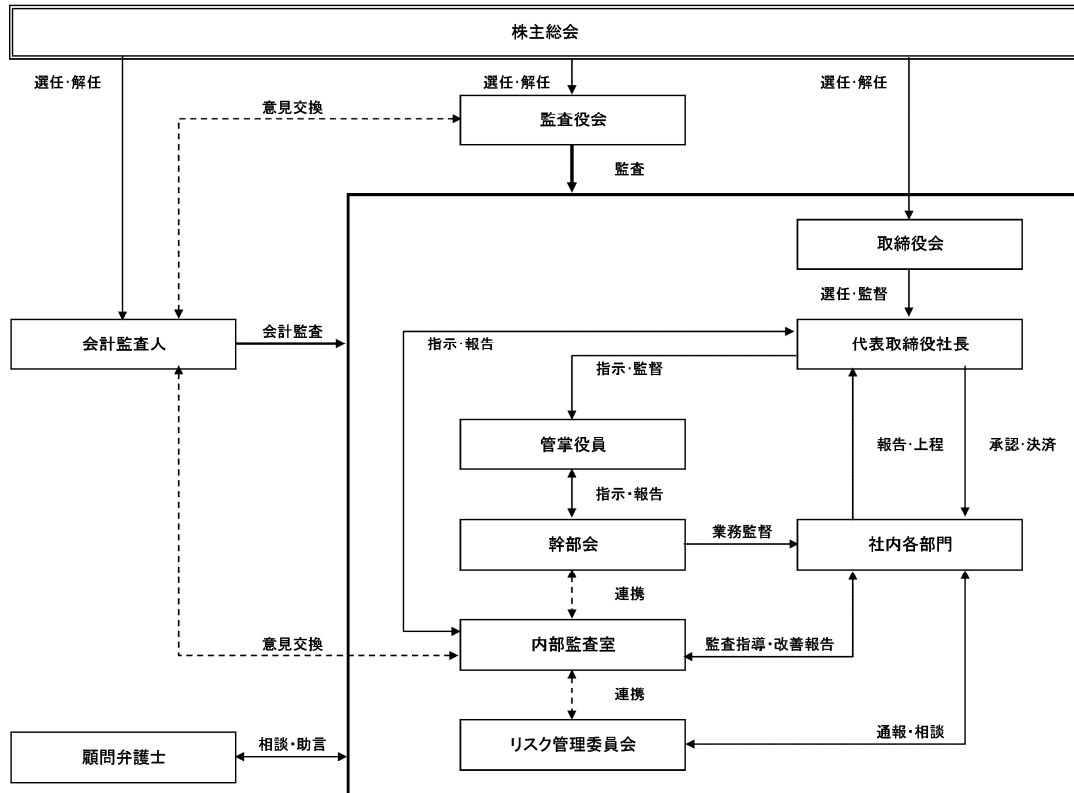 株主総会
選任・解任
選任・解任
選任・解任
意見交換
監査役会
監査
取締役会
選任・監督
会計監査人
会計監査
指示・報告
代表取締役社長
指示・監督
管掌役員
報告・上程
承認・決済
指示・報告
幹部会
業務監督
社内各部門
連携
意見交換
内部監査室
監査指導・改善報告
連携
顧問弁護士
相談・助言
リスク管理委員会
通報・相談